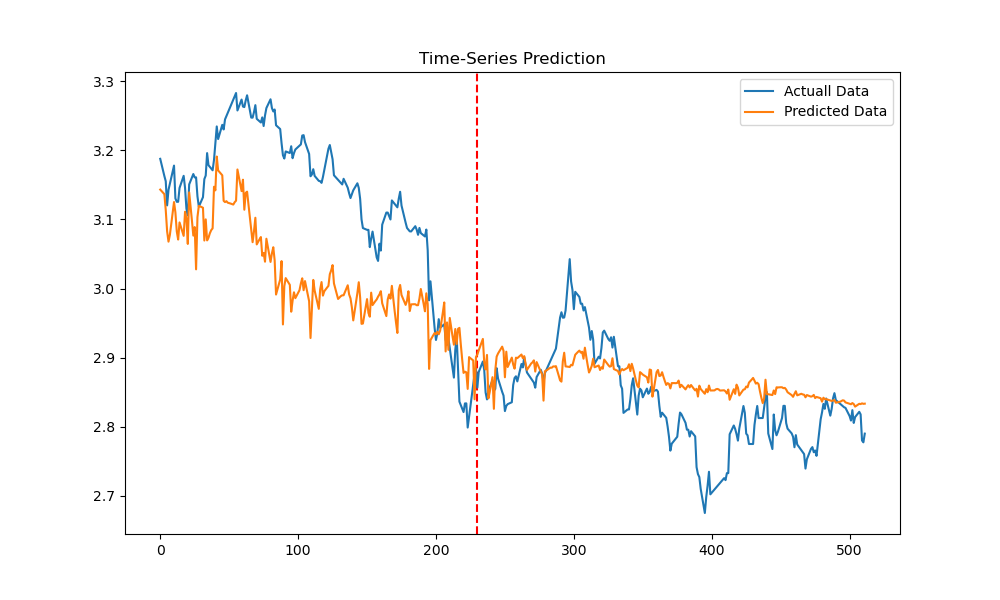 Time-Series Prediction
Actuall Data
Predicted Data
3.3
3.2
3.1
3.0
2.9
2.8
2.7
0 100 200 300 400 500